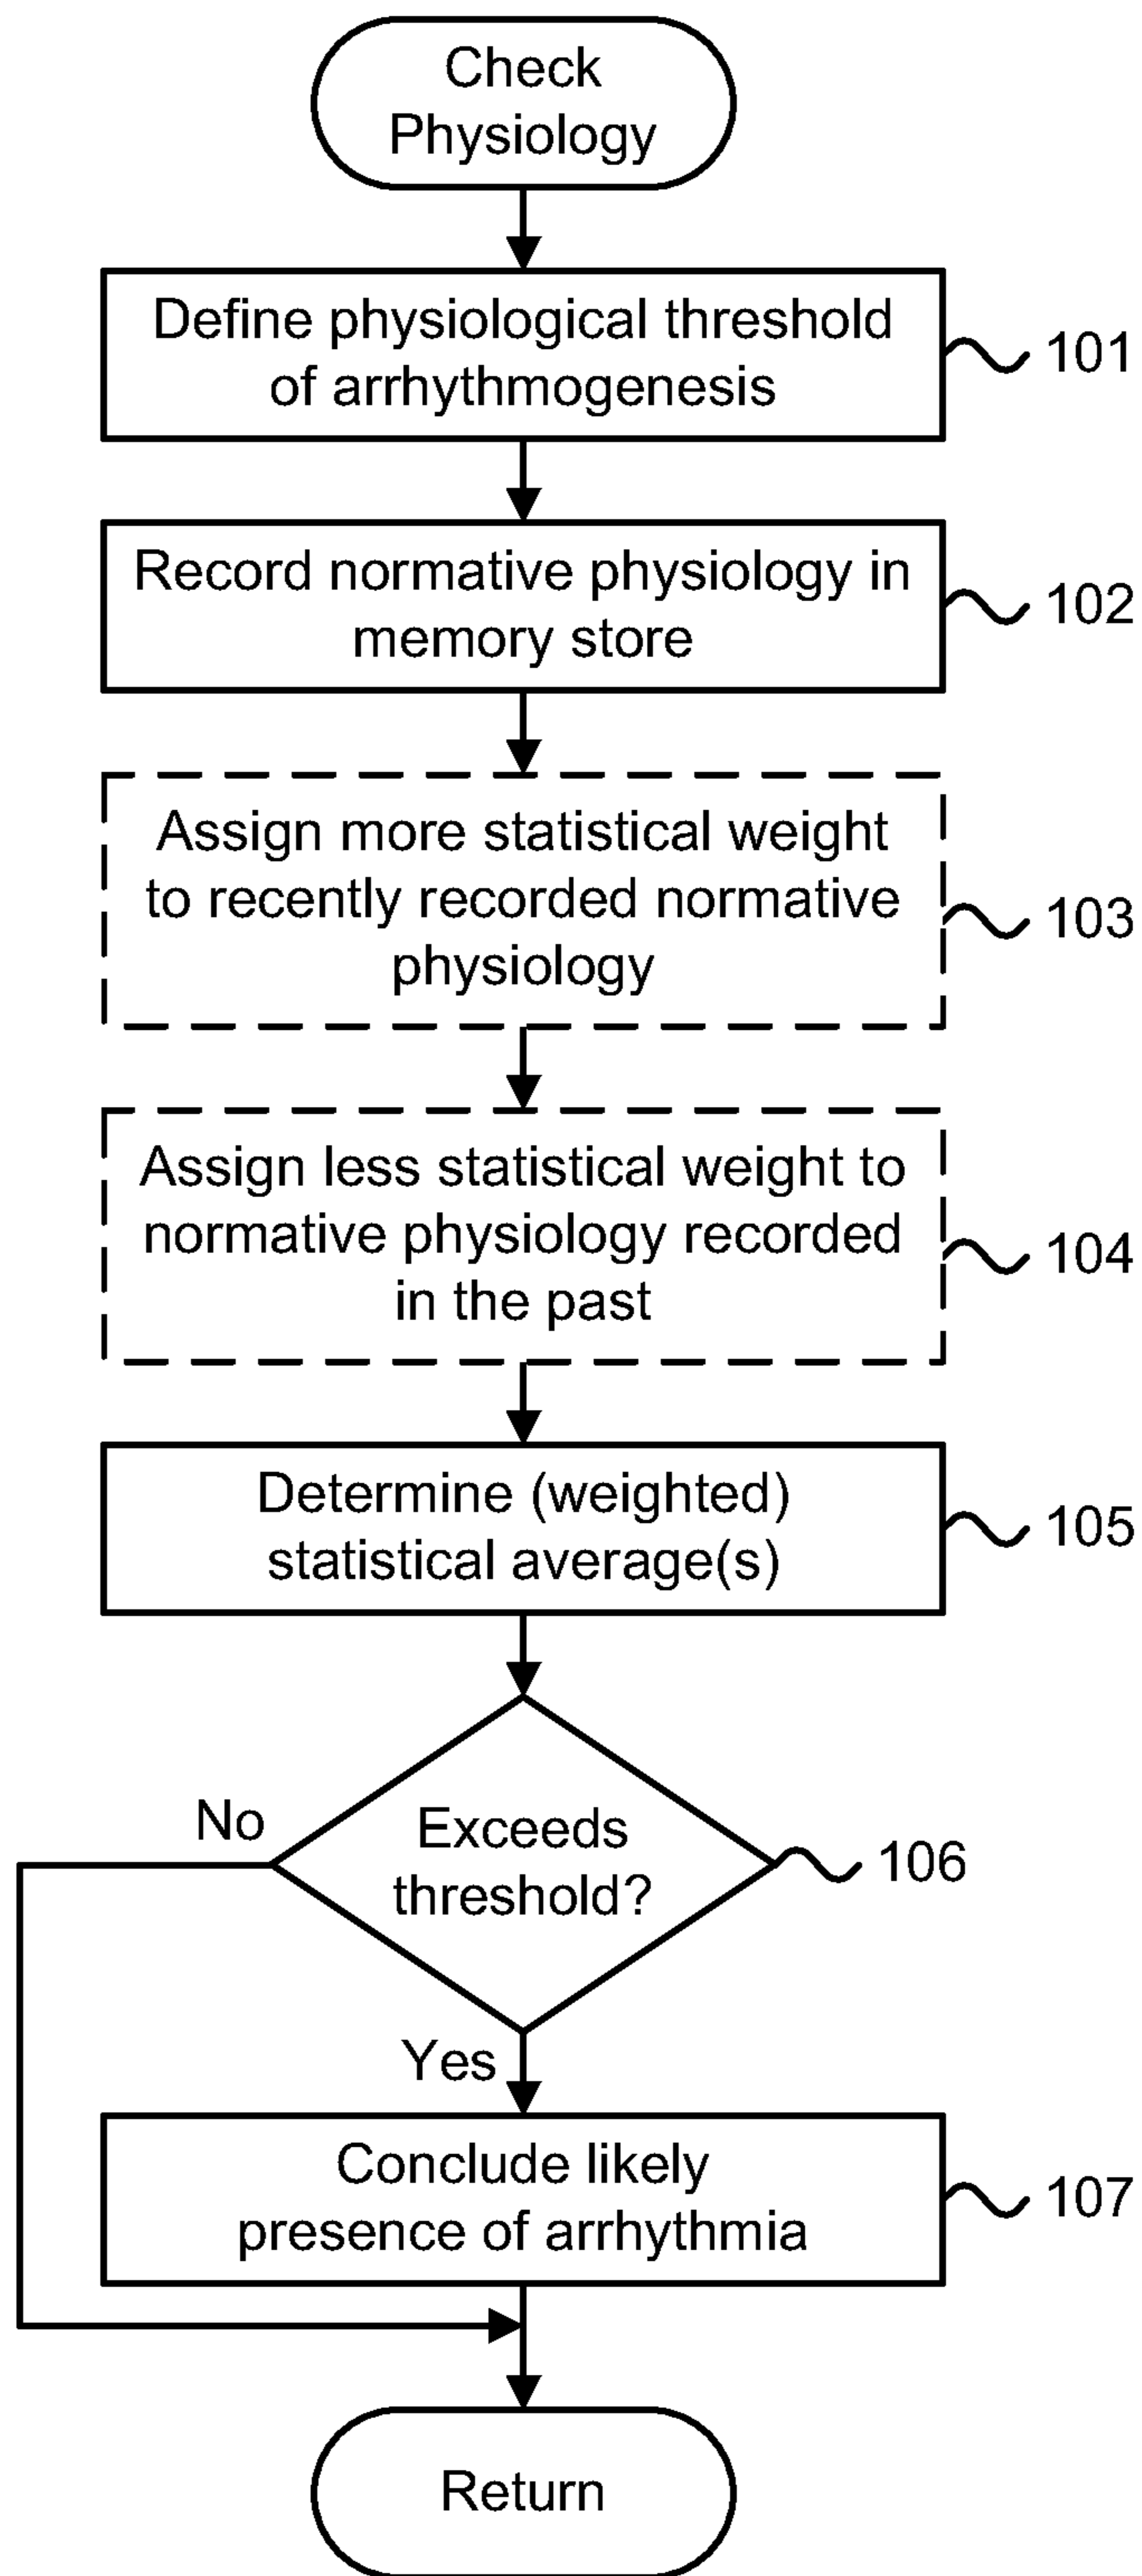 Check
Physiology
Define physiological threshold
of arrhythmogenesis
101
Record normative physiology in
memory store
102
Assign more statistical weight
to recently recorded normative
physiology
103
Assign less statistical weight to
normative physiology recorded
in the past
104
Determine (weighted)
statistical average(s)
105
No
Exceeds
threshold?
106
Yes
Conclude likely
presence of arrhythmia
107
Return